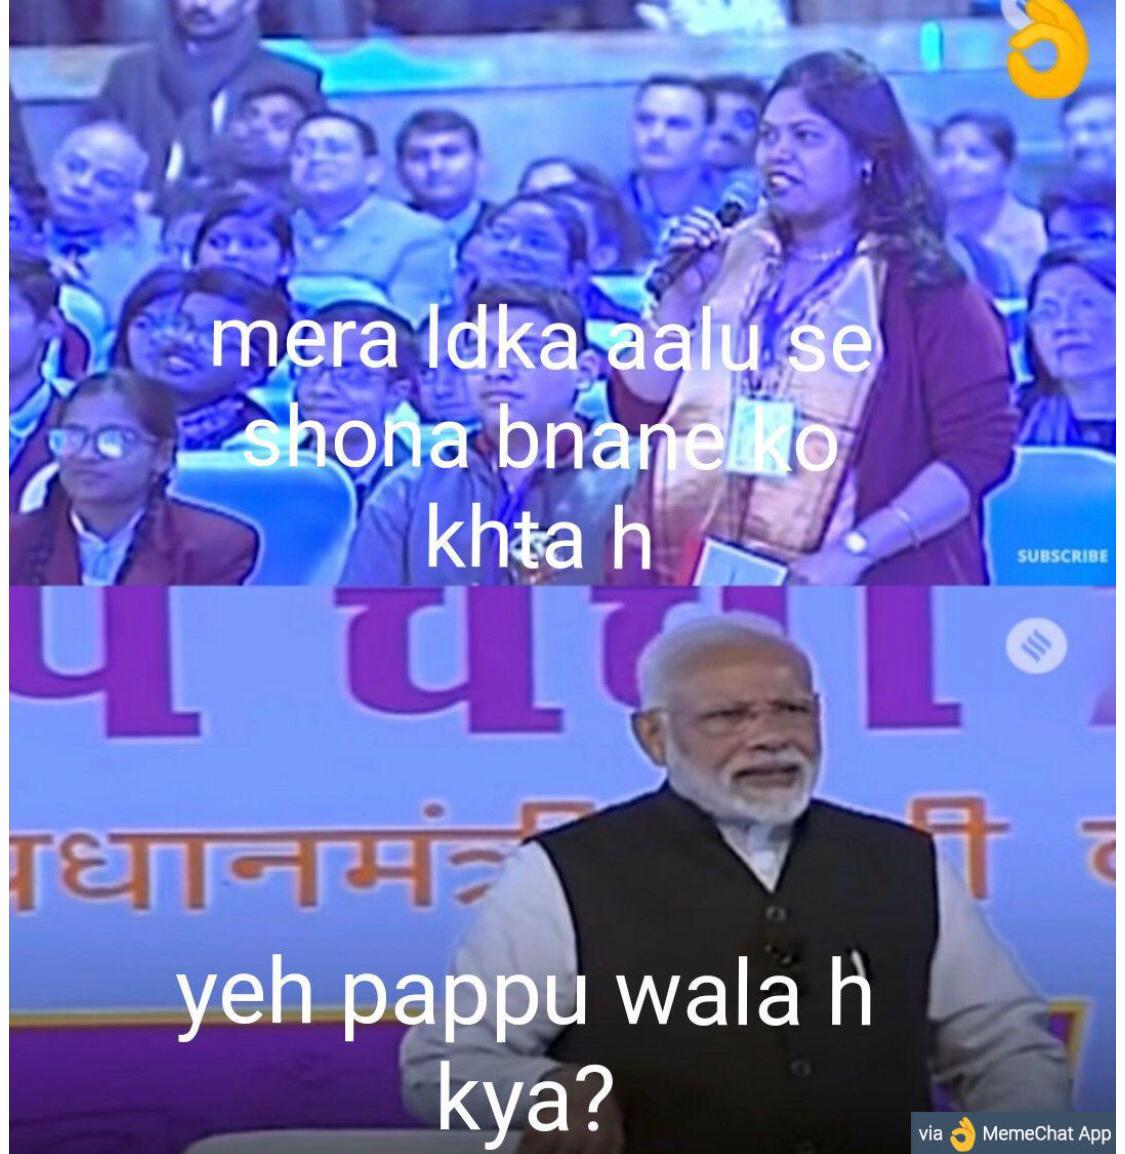 mera ldka aalu se
shona bnane ko
khta h
SUBSCRIBE
yeh pappu wala h
kya?
via MemeChat App